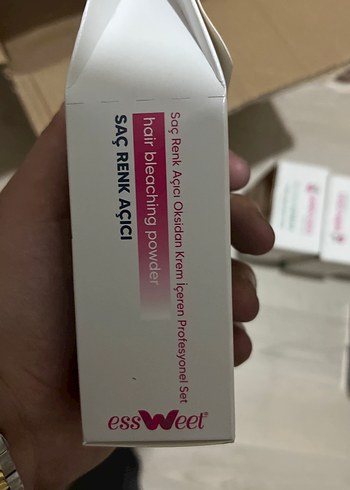 Saç Renk Açıcı Oksidan Krem İçeren Profesyonel Set
hair bleaching powder
SAÇ RENK AÇICI
essWeet